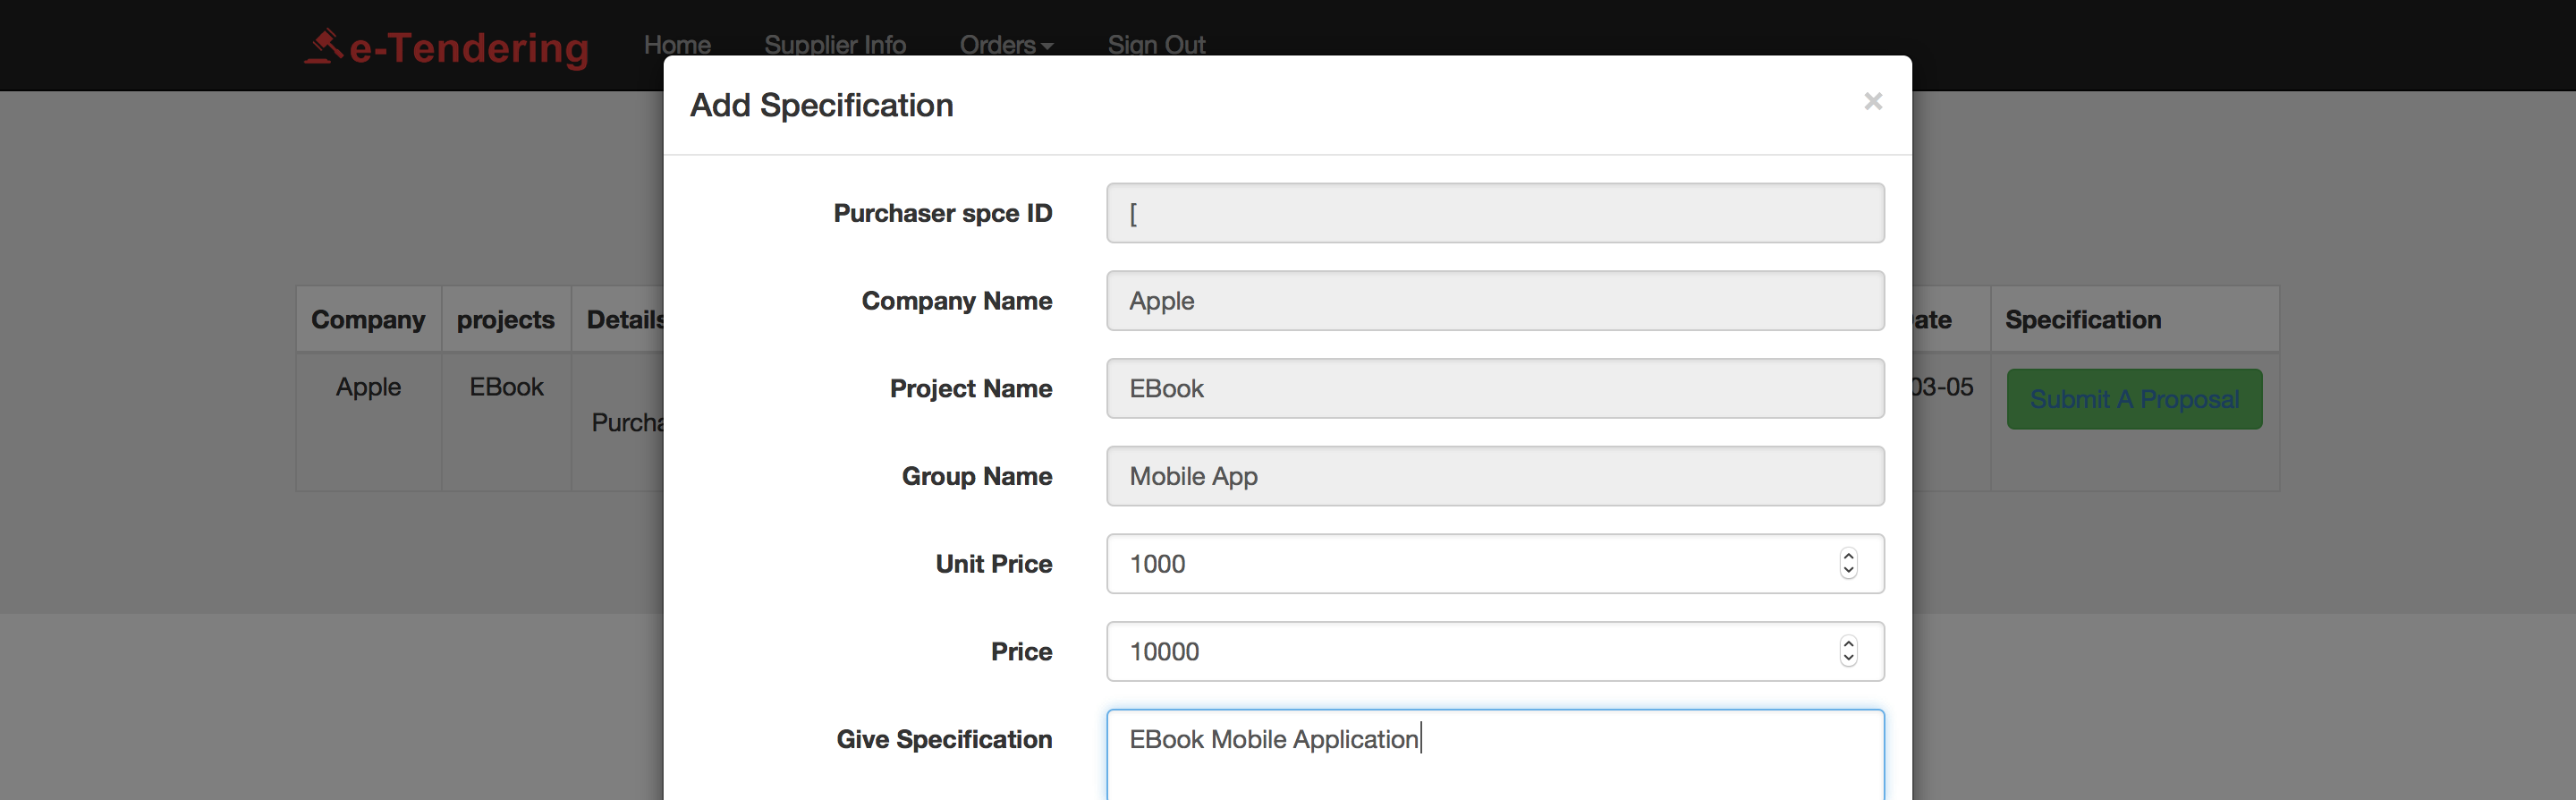 e-Tendering Home Supplier Info Orders Sign Out
Add Specification ×
Purchaser spce ID [
Company Name Apple
Project Name EBook
Group Name Mobile App
Unit Price 1000
Price 10000
Give Specification EBook Mobile Application
Company projects Details ate Specification
Apple EBook 03-05 Submit A Proposal
Purcha